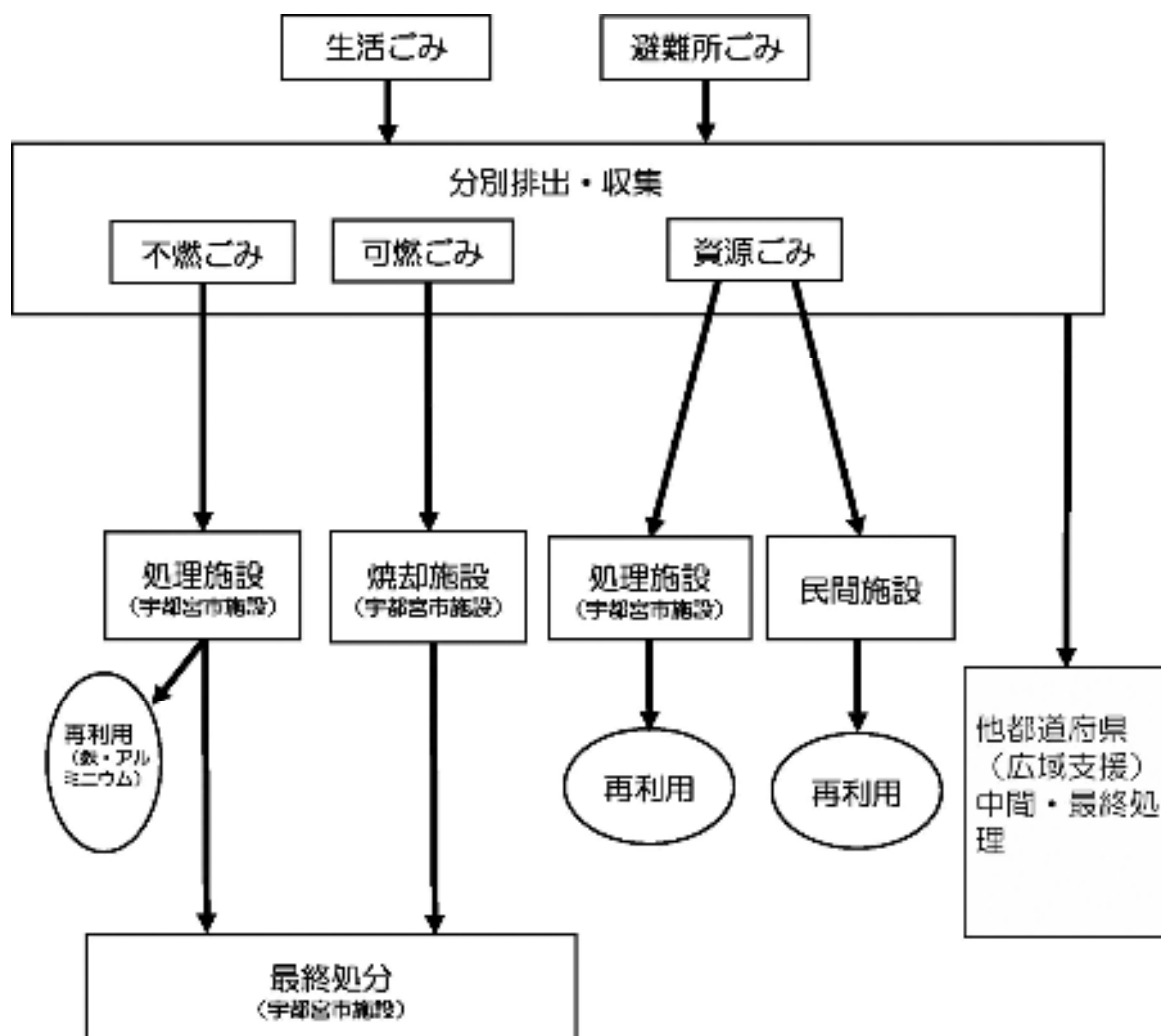 生活ごみ
避難所ごみ
分別排出・収集
不燃ごみ
可燃ごみ
資源ごみ
処理施設
（宇都宮市施設）
焼却施設
（宇都宮市施設）
処理施設
（宇都宮市施設）
民間施設
再利用
（鉄・アル
ミニウム）
再利用
再利用
他都道府県
（広域支援）
中間・最終処
理
最終処分
（宇都宮市施設）